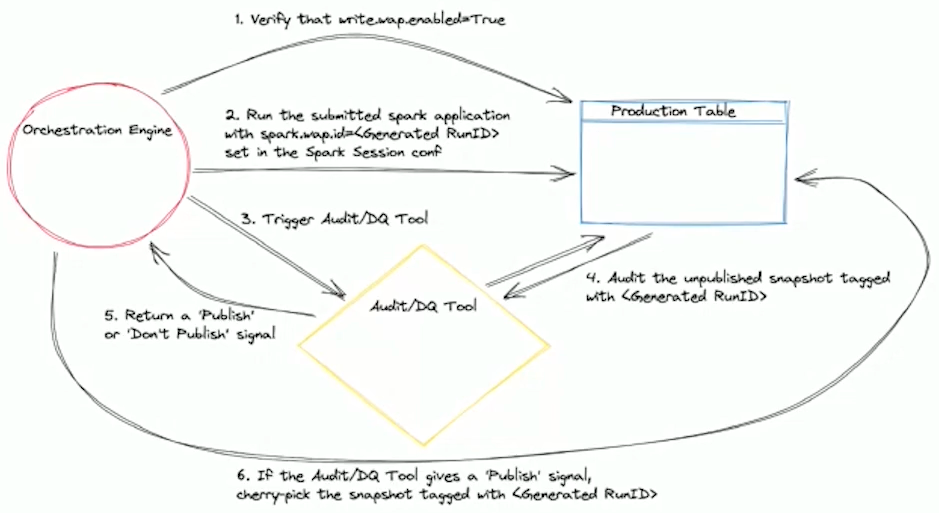 1. Verify that write.wap.enabled=True
Orchestration Engine
2. Run the submitted spark application
with spark.wap.id=<Generated RunID>
set in the Spark Session conf
Production Table
3. Trigger Audit/DQ Tool
4. Audit the unpublished snapshot tagged
with <Generated RunID>
Audit/DQ Tool
5. Return a 'Publish'
or 'Don't Publish' signal
6. If the Audit/DQ Tool gives a 'Publish' signal,
cherry-pick the snapshot tagged with <Generated RunID>